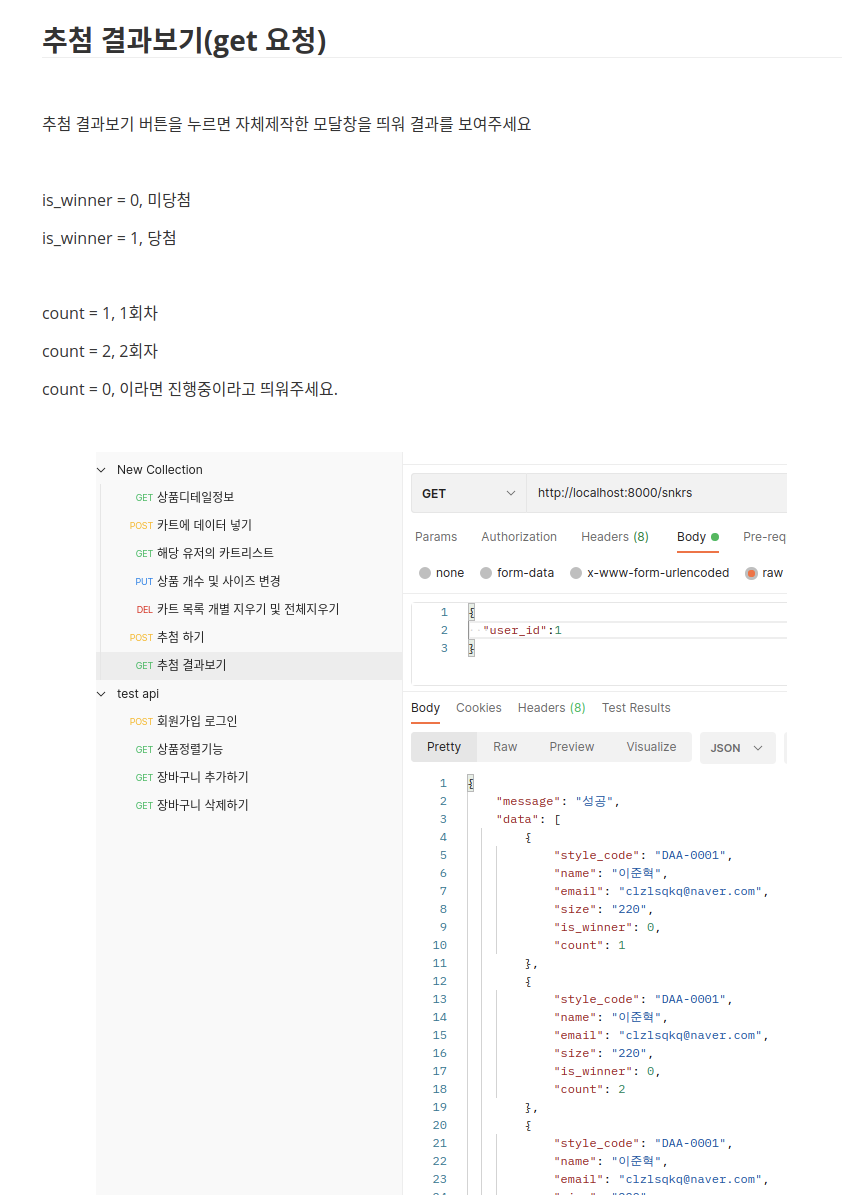 추첨 결과보기(get 요청)
추첨 결과보기 버튼을 누르면 자체제작한 모달창을 띄워 결과를 보여주세요
is_winner = 0, 미당첨
is_winner = 1, 당첨
count = 1, 1회차
count = 2, 2회자
count = 0, 이라면 진행중이라고 띄워주세요.
New Collection
GET 상품디테일정보
POST 카트에 데이터 넣기
GET 해당 유저의 카트리스트
PUT 상품 개수 및 사이즈 변경
DEL 카트 목록 개별 지우기 및 전체지우기
POST 추첨 하기
GET 추첨 결과보기
test api
POST 회원가입 로그인
GET 상품정렬기능
GET 장바구니 추가하기
GET 장바구니 삭제하기
GET http://localhost:8000/snkrs
Params Authorization Headers (8) Body Pre-req
none form-data x-www-form-urlencoded raw
1 {
2 "user_id":1
3 }
Body Cookies Headers (8) Test Results
Pretty Raw Preview Visualize JSON
1 {
2 "message": "성공",
3 "data": [
4 {
5 "style_code": "DAA-0001",
6 "name": "이준혁",
7 "email": "clzlsqkq@naver.com",
8 "size": "220",
9 "is_winner": 0,
10 "count": 1
11 },
12 {
13 "style_code": "DAA-0001",
14 "name": "이준혁",
15 "email": "clzlsqkq@naver.com",
16 "size": "220",
17 "is_winner": 0,
18 "count": 2
19 },
20 {
21 "style_code": "DAA-0001",
22 "name": "이준혁",
23 "email": "clzlsqkq@naver.com",